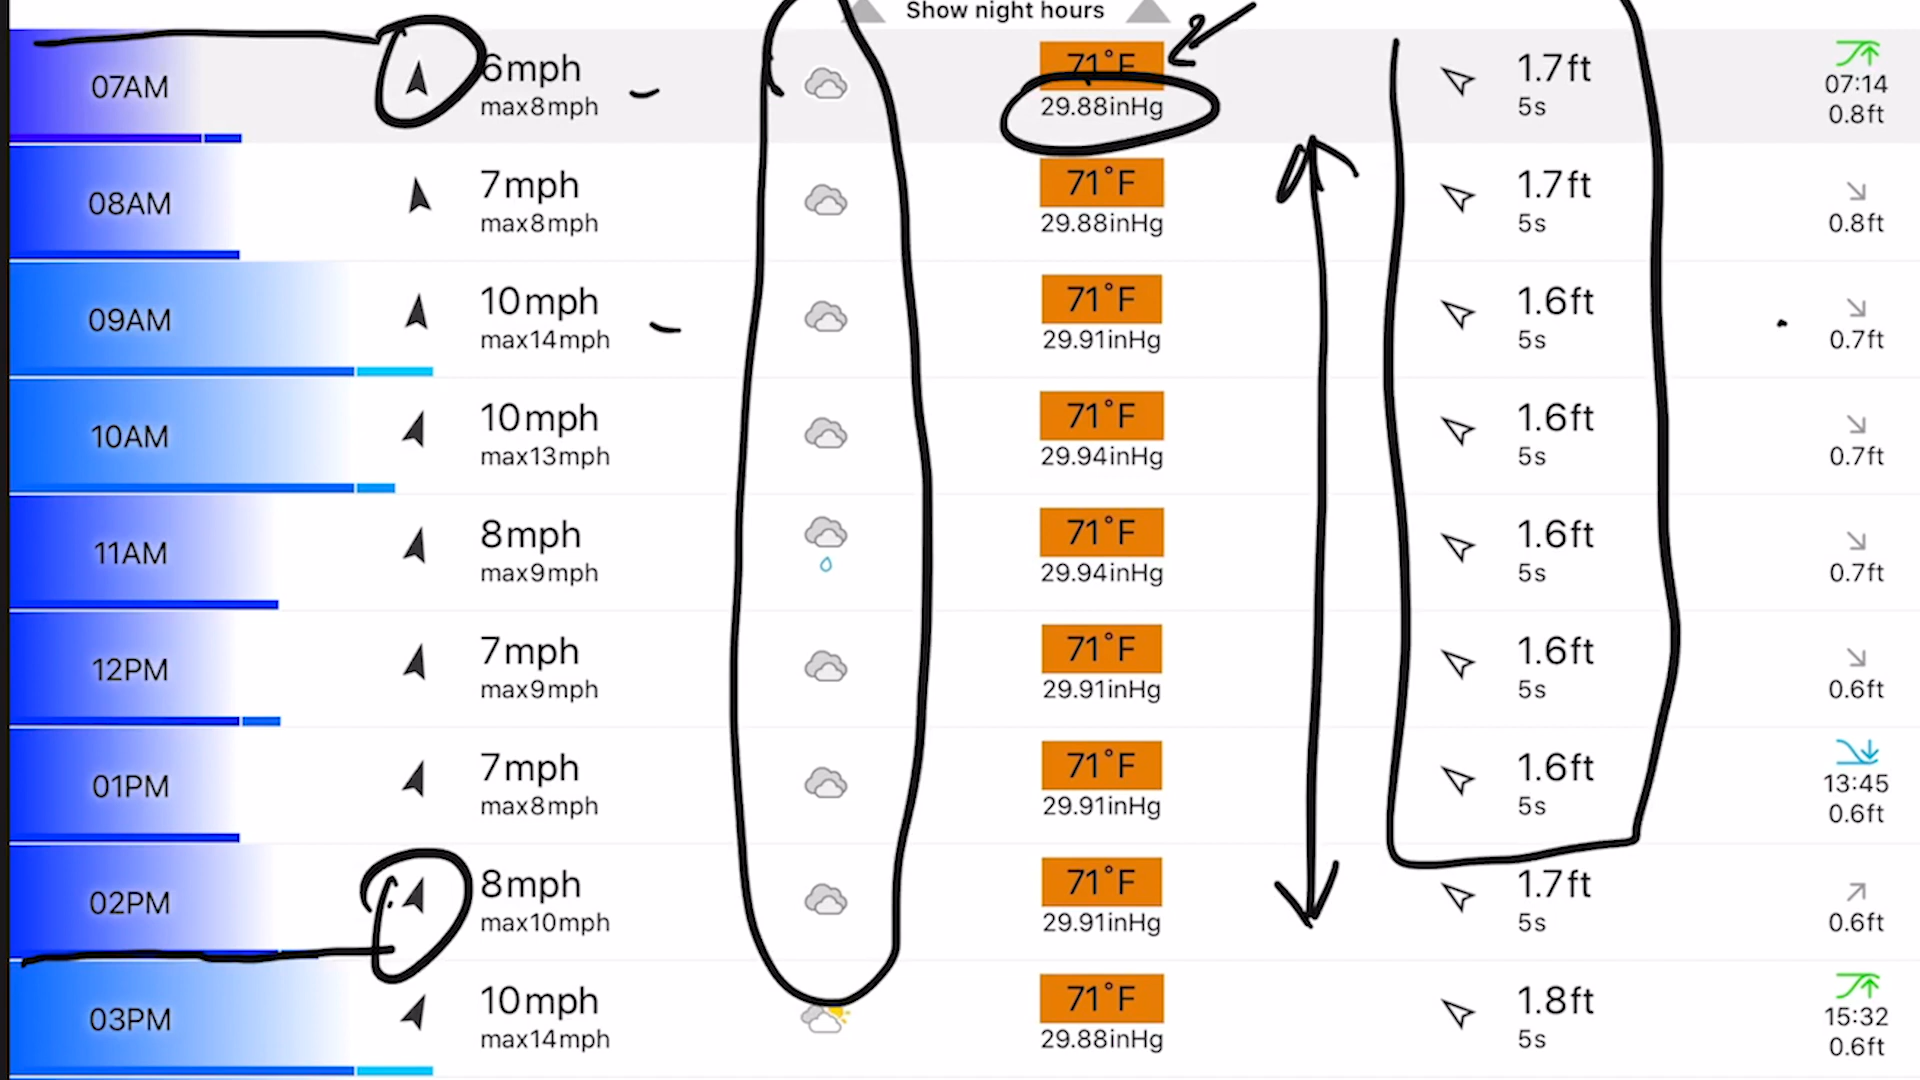 Show night hours
07AM 6mph 71°F 1.7ft 07:14
max8mph 29.88inHg 5s 0.8ft
08AM 7mph 71°F 1.7ft
max8mph 29.88inHg 5s 0.8ft
09AM 10mph 71°F 1.6ft
max14mph 29.91inHg 5s 0.7ft
10AM 10mph 71°F 1.6ft
max13mph 29.94inHg 5s 0.7ft
11AM 8mph 71°F 1.6ft
max9mph 29.94inHg 5s 0.7ft
12PM 7mph 71°F 1.6ft
max9mph 29.91inHg 5s 0.6ft
01PM 7mph 71°F 1.6ft 13:45
max8mph 29.91inHg 5s 0.6ft
02PM 8mph 71°F 1.7ft
max10mph 29.91inHg 5s 0.6ft
03PM 10mph 71°F 1.8ft 15:32
max14mph 29.88inHg 5s 0.6ft